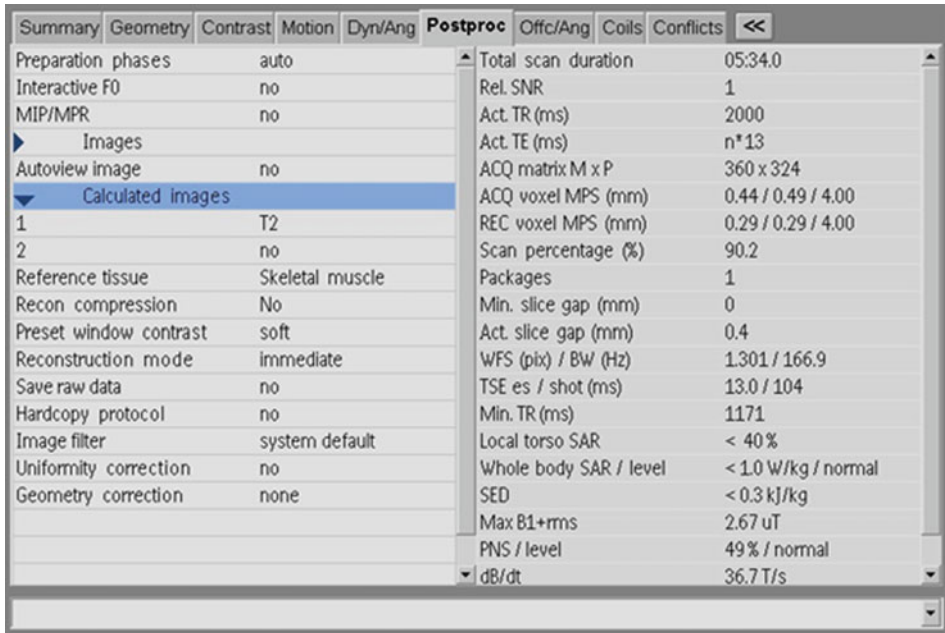 Summary Geometry Contrast Motion Dyn/Ang Postproc Offc/Ang Coils Conflicts <<
Preparation phases auto
Interactive F0 no
MIP/MPR no
Images
Autoview image no
Calculated images
1 T2
2 no
Reference tissue Skeletal muscle
Recon compression No
Preset window contrast soft
Reconstruction mode immediate
Save raw data no
Hardcopy protocol no
Image filter system default
Uniformity correction no
Geometry correction none
Total scan duration 05:34.0
Rel. SNR 1
Act. TR (ms) 2000
Act. TE (ms) n*13
ACQ matrix M x P 360 x 324
ACQ voxel MPS (mm) 0.44 / 0.49 / 4.00
REC voxel MPS (mm) 0.29 / 0.29 / 4.00
Scan percentage (%) 90.2
Packages 1
Min. slice gap (mm) 0
Act. slice gap (mm) 0.4
WFS (pix) / BW (Hz) 1.301 / 166.9
TSE es / shot (ms) 13.0 / 104
Min. TR (ms) 1171
Local torso SAR < 40 %
Whole body SAR / level < 1.0 W/kg / normal
SED < 0.3 kJ/kg
Max B1+rms 2.67 uT
PNS / level 49 % / normal
dB/dt 36.7 T/s